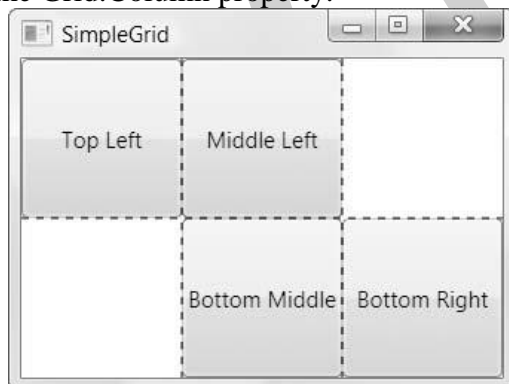 the Grid.Column property.
SimpleGrid
Top Left
Middle Left
Bottom Middle
Bottom Right